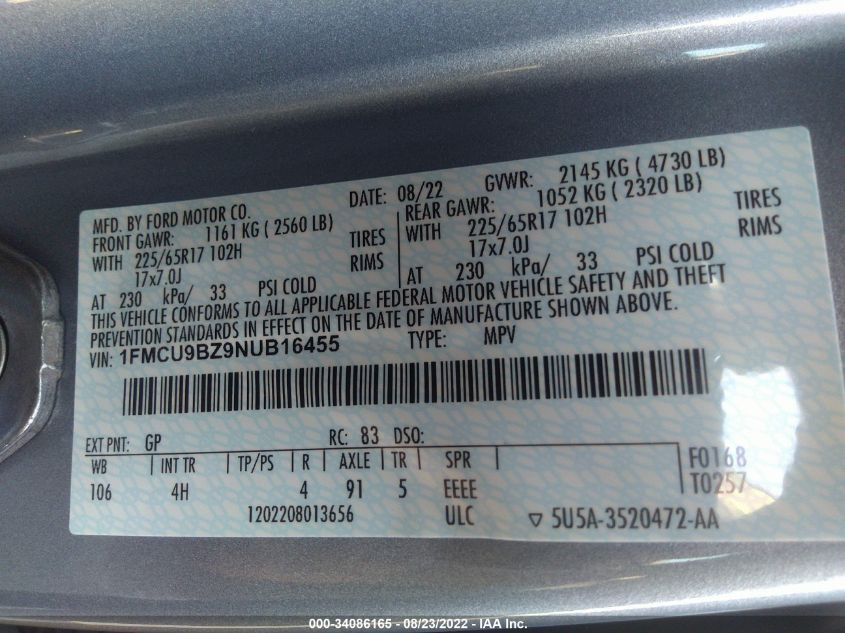 MFD. BY FORD MOTOR CO.
DATE: 08/22 GVWR: 2145 KG ( 4730 LB)
FRONT GAWR: 1161 KG ( 2560 LB)
REAR GAWR: 1052 KG ( 2320 LB)
WITH 225/65R17 102H TIRES
WITH 225/65R17 102H TIRES
17x7.0J RIMS
17x7.0J RIMS
AT 230 kPa/ 33 PSI COLD
AT 230 kPa/ 33 PSI COLD
THIS VEHICLE CONFORMS TO ALL APPLICABLE FEDERAL MOTOR VEHICLE SAFETY AND THEFT
PREVENTION STANDARDS IN EFFECT ON THE DATE OF MANUFACTURE SHOWN ABOVE.
VIN: 1FMCU9BZ9NUB16455 TYPE: MPV
EXT PNT: GP RC: 83 DSO:
WB INT TR TP/PS R AXLE TR SPR
106 4H 4 91 5 EEEE
F0168
T0257
1202208013656 ULC ▽ 5U5A-3520472-AA
000-34086165 - 08/23/2022 - IAA Inc.